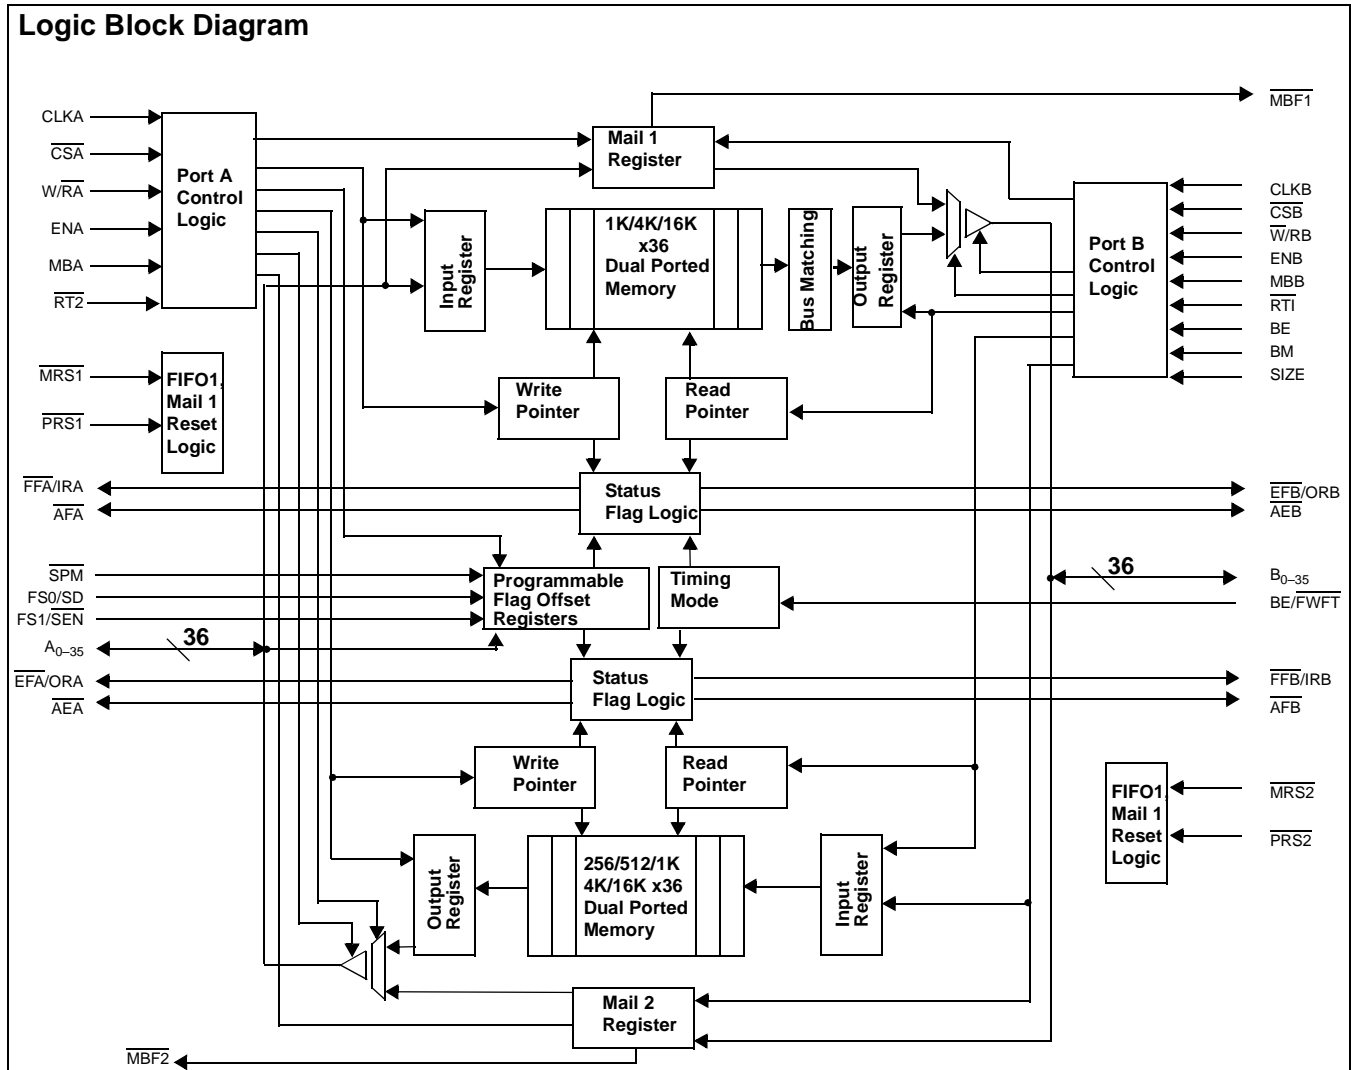 Logic Block Diagram
CLKA
CSA
W/RA
ENA
MBA
RT2
Port A
Control
Logic
MRS1
PRS1
FIFO1,
Mail 1
Reset
Logic
Mail 1
Register
MBF1
Input
Register
1K/4K/16K
x36
Dual Ported
Memory
Bus Matching
Output
Register
Port B
Control
Logic
CLKB
CSB
W/RB
ENB
MBB
RTI
BE
BM
SIZE
Write
Pointer
Read
Pointer
FFA/IRA
AFA
Status
Flag Logic
EFB/ORB
AEB
SPM
FS0/SD
FS1/SEN
Programmable
Flag Offset
Registers
Timing
Mode
36
B0–35
BE/FWFT
A0–35
36
EFA/ORA
AEA
Status
Flag Logic
FFB/IRB
AFB
Write
Pointer
Read
Pointer
FIFO1,
Mail 1
Reset
Logic
MRS2
PRS2
Output
Register
256/512/1K
4K/16K x36
Dual Ported
Memory
Input
Register
Mail 2
Register
MBF2